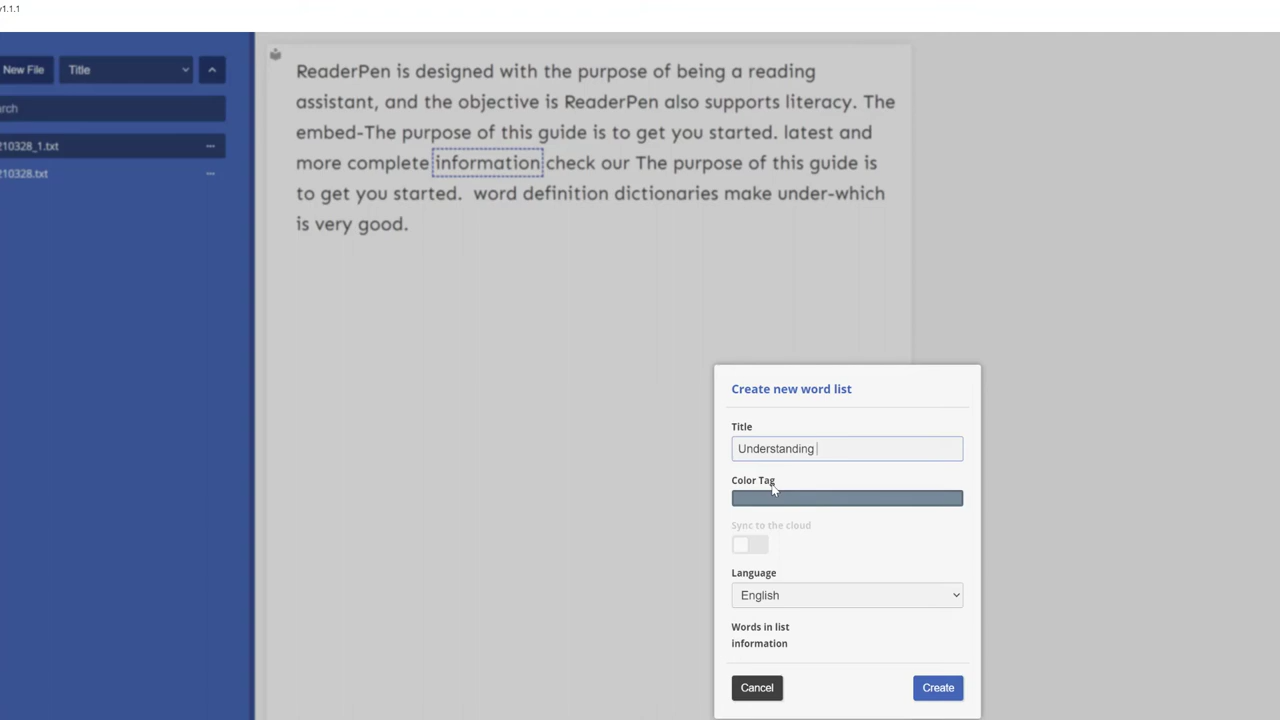 v1.1.1
New File
Title
rch
210328_1.txt
210328.txt
ReaderPen is designed with the purpose of being a reading
assistant, and the objective is ReaderPen also supports literacy. The
embed-The purpose of this guide is to get you started. latest and
more complete information check our The purpose of this guide is
to get you started. word definition dictionaries make under-which
is very good.
Create new word list
Title
Understanding
Color Tag
Sync to the cloud
Language
English
Words in list
information
Cancel
Create